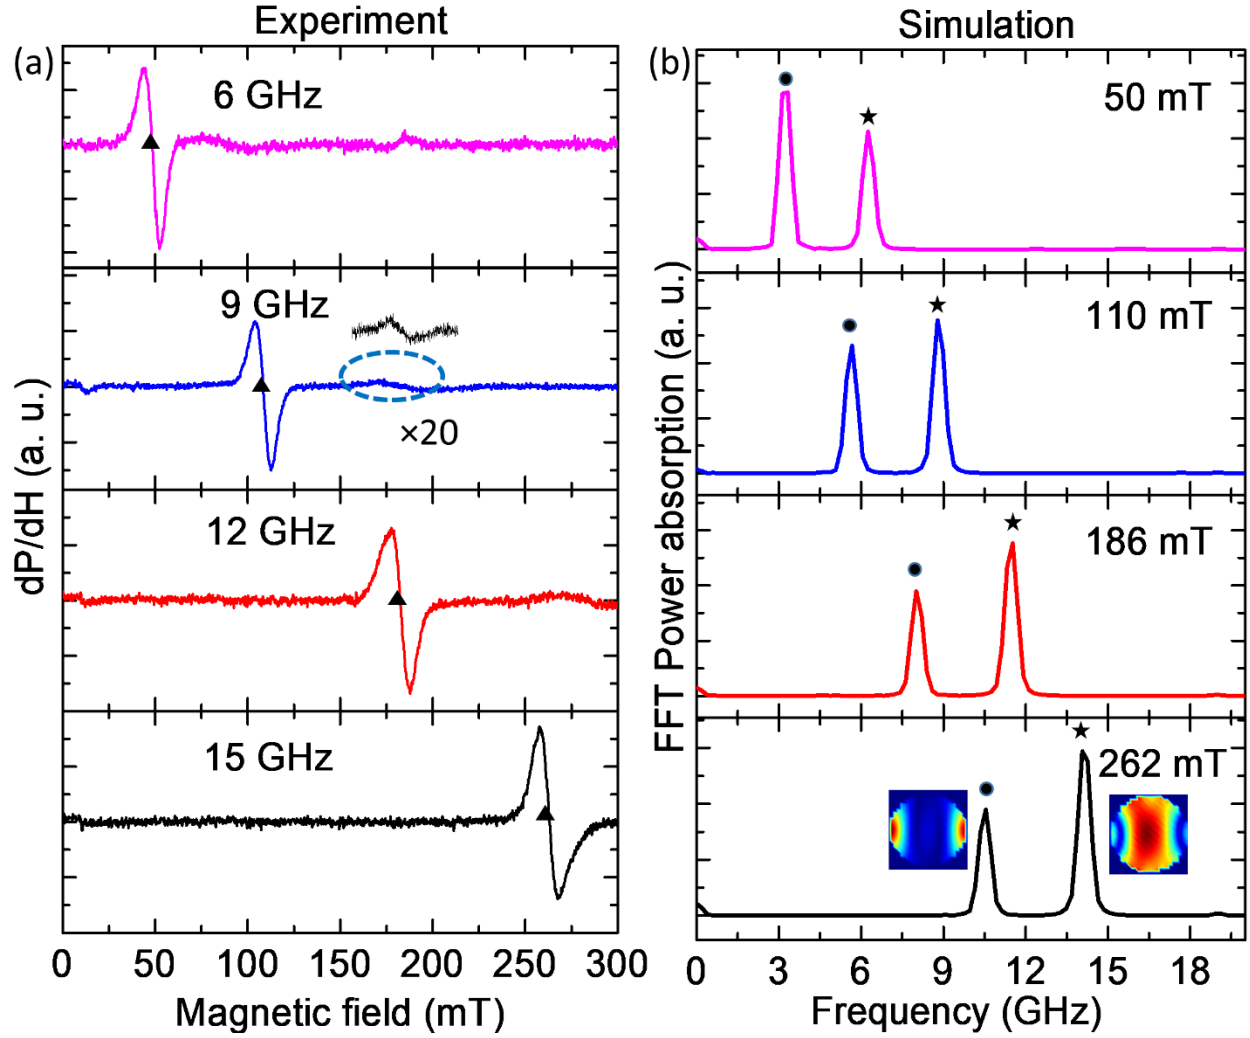 Experiment
(a)
6 GHz
9 GHz
×20
12 GHz
15 GHz
dP/dH (a. u.)
0 50 100 150 200 250 300
Magnetic field (mT)
Simulation
(b)
50 mT
110 mT
186 mT
262 mT
FFT Power absorption (a. u.)
0 3 6 9 12 15 18
Frequency (GHz)